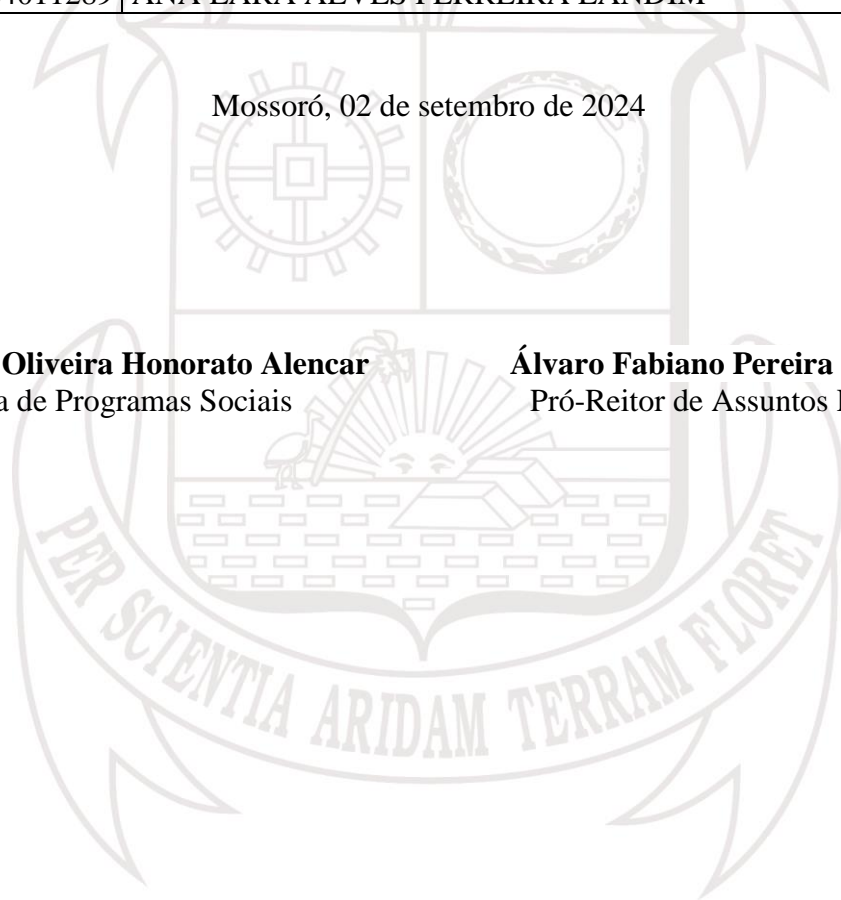 ANA LARA ALVES FERREIRA LANDIM
Mossoró, 02 de setembro de 2024
Oliveira Honorato Alencar Álvaro Fabiano Pereira
de Programas Sociais Pró-Reitor de Assuntos
PER SCIENTIA ARIDAM TERRAM FLORET